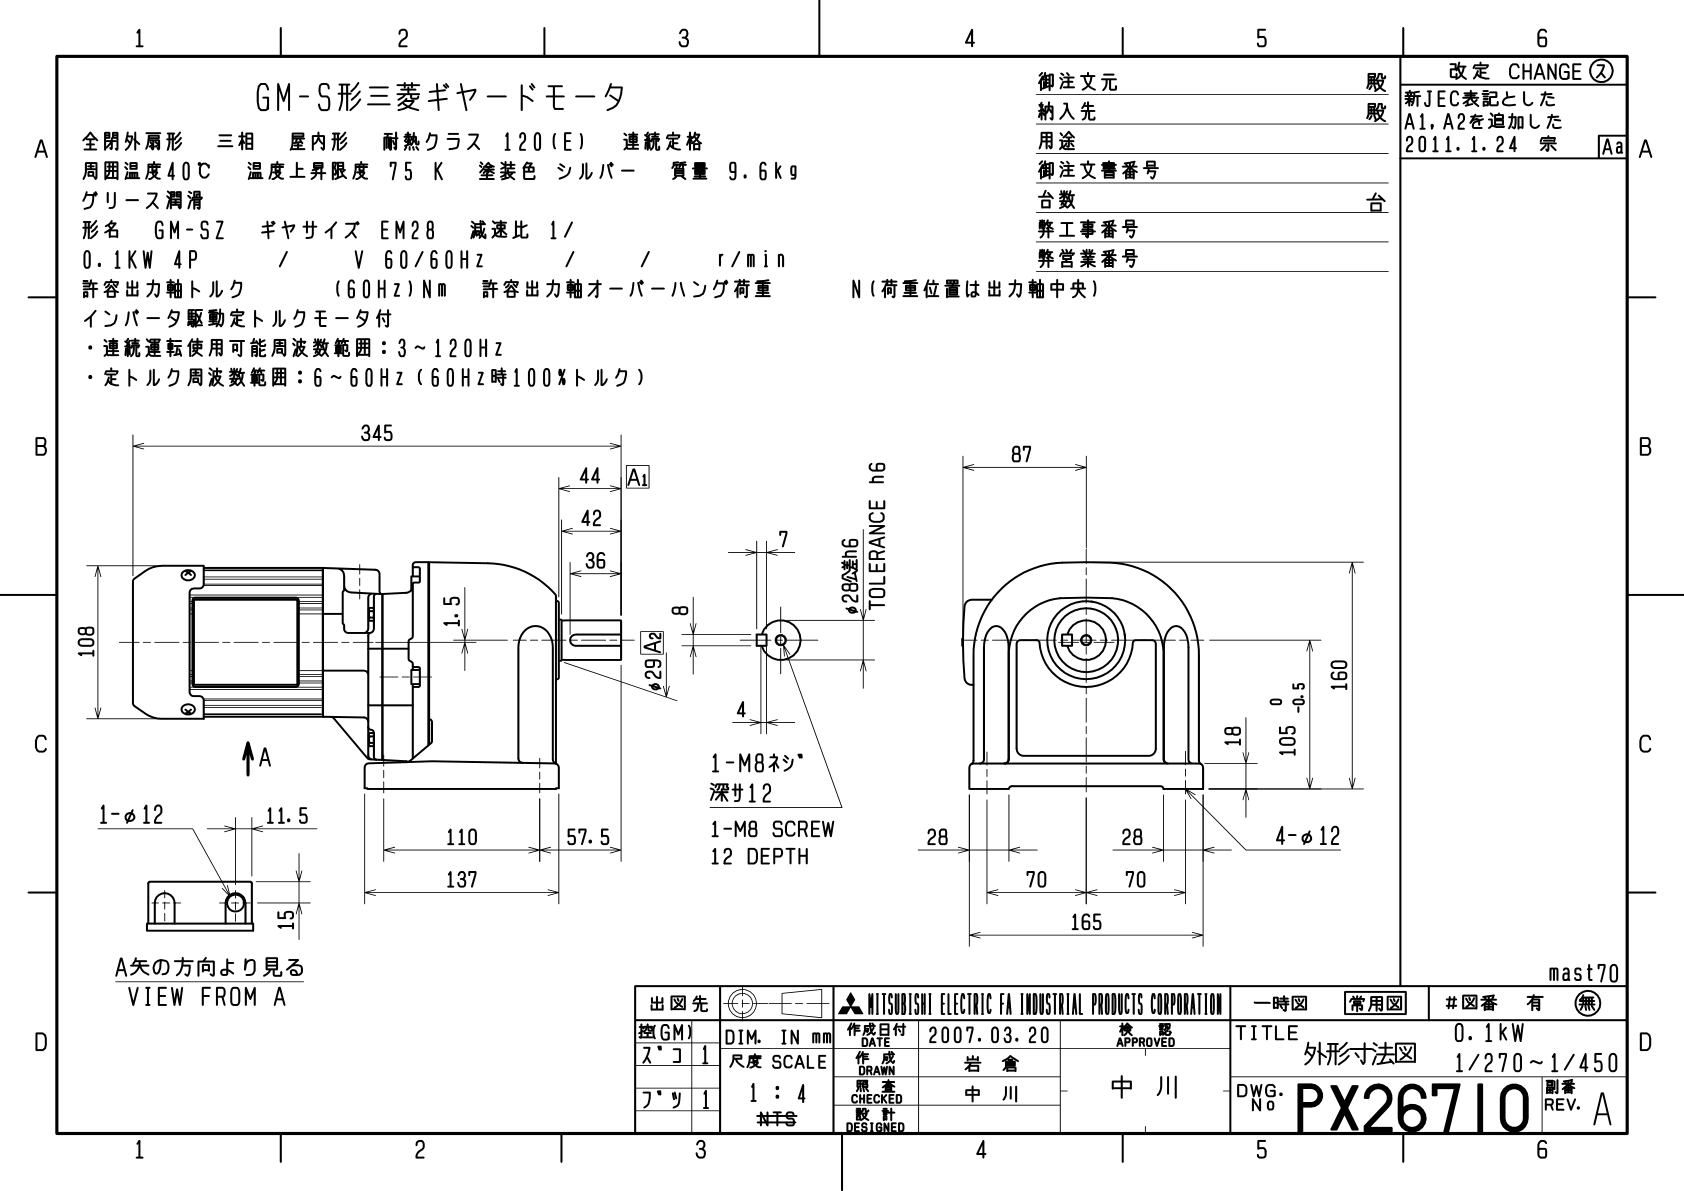 1 2 3 4 5 6
GM-S形三菱ギヤードモータ
全閉外扇形 三相 屋内形 耐熱クラス 120(E) 連続定格
周囲温度40℃ 温度上昇限度 75 K 塗装色 シルバー 質量 9.6kg
グリース潤滑
形名 GM-SZ ギヤサイズ EM28 減速比 1/
0.1KW 4P / V 60/60Hz / / r/min
許容出力軸トルク (60Hz)Nm 許容出力軸オーバーハング荷重 N(荷重位置は出力軸中央)
インバータ駆動定トルクモータ付
・連続運転使用可能周波数範囲:3~120Hz
・定トルク周波数範囲:6~60Hz(60Hz時100%トルク)
御注文元 殿
納入先 殿
用途
御注文書番号
台数 台
弊工事番号
弊営業番号
改定 CHANGE ス
新JEC表記とした
A1,A2を追加した
2011.1.24 宗 Aa
A A
B B
C C
D D
345
44 A1
42
36
108
1.5
φ29 A2
A
110
57.5
137
1-φ12
11.5
15
A矢の方向より見る
VIEW FROM A
7
8
4
φ28公差h6
TOLERANCE h6
1-M8ネジ
深サ12
1-M8 SCREW
12 DEPTH
87
160
105 0 -0.5
18
28
28
4-φ12
70 70
165
mast70
出図先
控(GM)
ズコ 1
ブツ 1
DIM. IN mm
尺度 SCALE
1 : 4
NTS
MITSUBISHI ELECTRIC FA INDUSTRIAL PRODUCTS CORPORATION
作成日付
DATE
2007.03.20
検 認
APPROVED
作 成
DRAWN
岩 倉
照 査
CHECKED
中 川
中 川
設 計
DESIGNED
一時図 常用図 #図番 有 無
TITLE
外形寸法図
0.1kW
1/270~1/450
DWG.
No
PX26710
副番
REV.
A
1 2 3 4 5 6